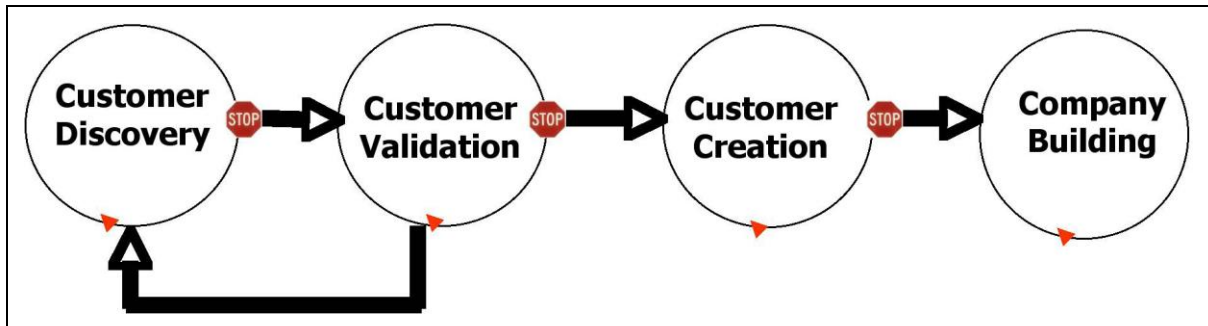 Customer
Discovery
STOP
Customer
Validation
STOP
Customer
Creation
STOP
Company
Building